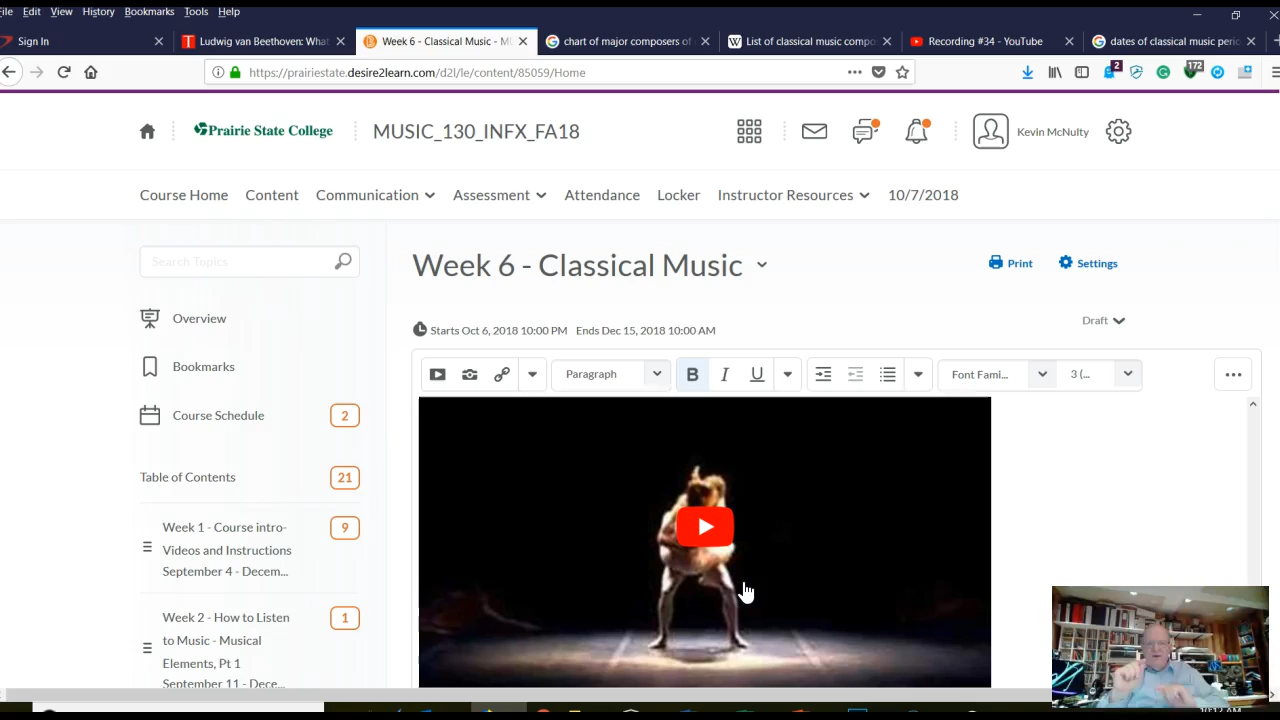 File Edit View History Bookmarks Tools Help
Sign In
Ludwig van Beethoven: What
Week 6 - Classical Music - MU
chart of major composers of
List of classical music compo
Recording #34 - YouTube
dates of classical music perio
https://prairiestate.desire2learn.com/d2l/le/content/85059/Home
2
172
Prairie State College
MUSIC_130_INFX_FA18
Kevin McNulty
Course Home Content Communication Assessment Attendance Locker Instructor Resources 10/7/2018
Search Topics
Week 6 - Classical Music
Print Settings
Starts Oct 6, 2018 10:00 PM Ends Dec 15, 2018 10:00 AM
Draft
Paragraph B I U Font Fami... 3 (...
Overview
Bookmarks
Course Schedule 2
Table of Contents 21
Week 1 - Course intro-
Videos and Instructions
September 4 - Decem...
9
Week 2 - How to Listen
to Music - Musical
Elements, Pt 1
September 11 - Dece...
1